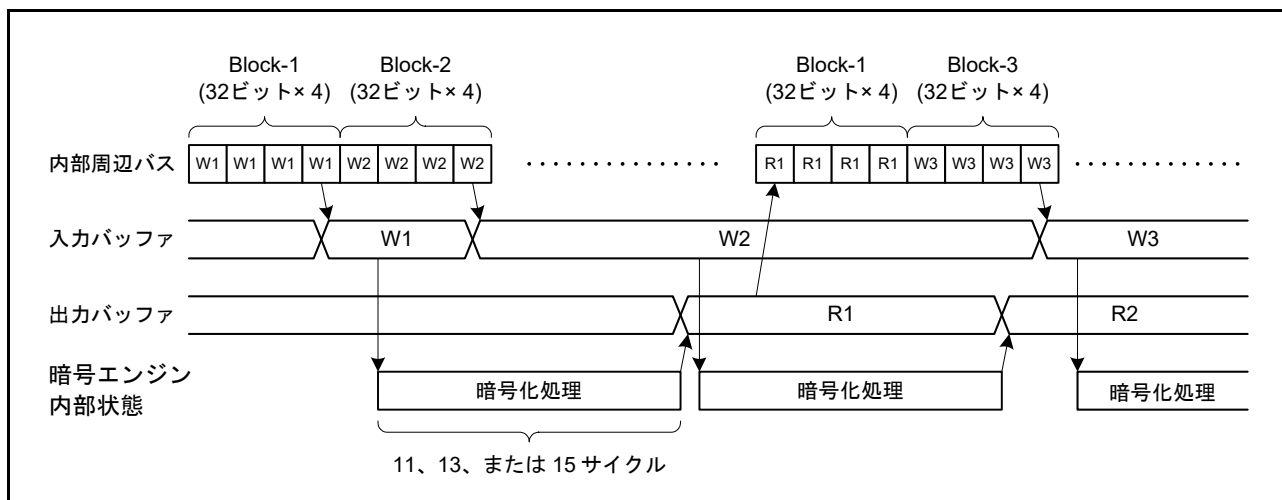 Block-1 Block-2 Block-1 Block-3
(32ビット× 4) (32ビット× 4) (32ビット× 4) (32ビット× 4)
内部周辺バス W1 W1 W1 W1 W2 W2 W2 W2 R1 R1 R1 R1 W3 W3 W3 W3
入力バッファ W1 W2 W3
出力バッファ R1 R2
暗号エンジン
内部状態 暗号化処理 暗号化処理 暗号化処理
11、13、または 15 サイクル